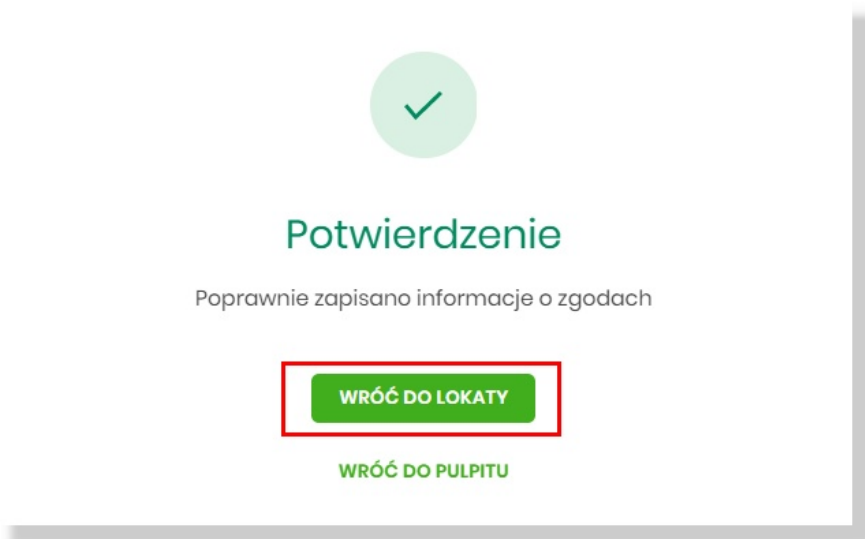 Potwierdzenie
Poprawnie zapisano informacje o zgodach
WRÓĆ DO LOKATY
WRÓĆ DO PULPITU